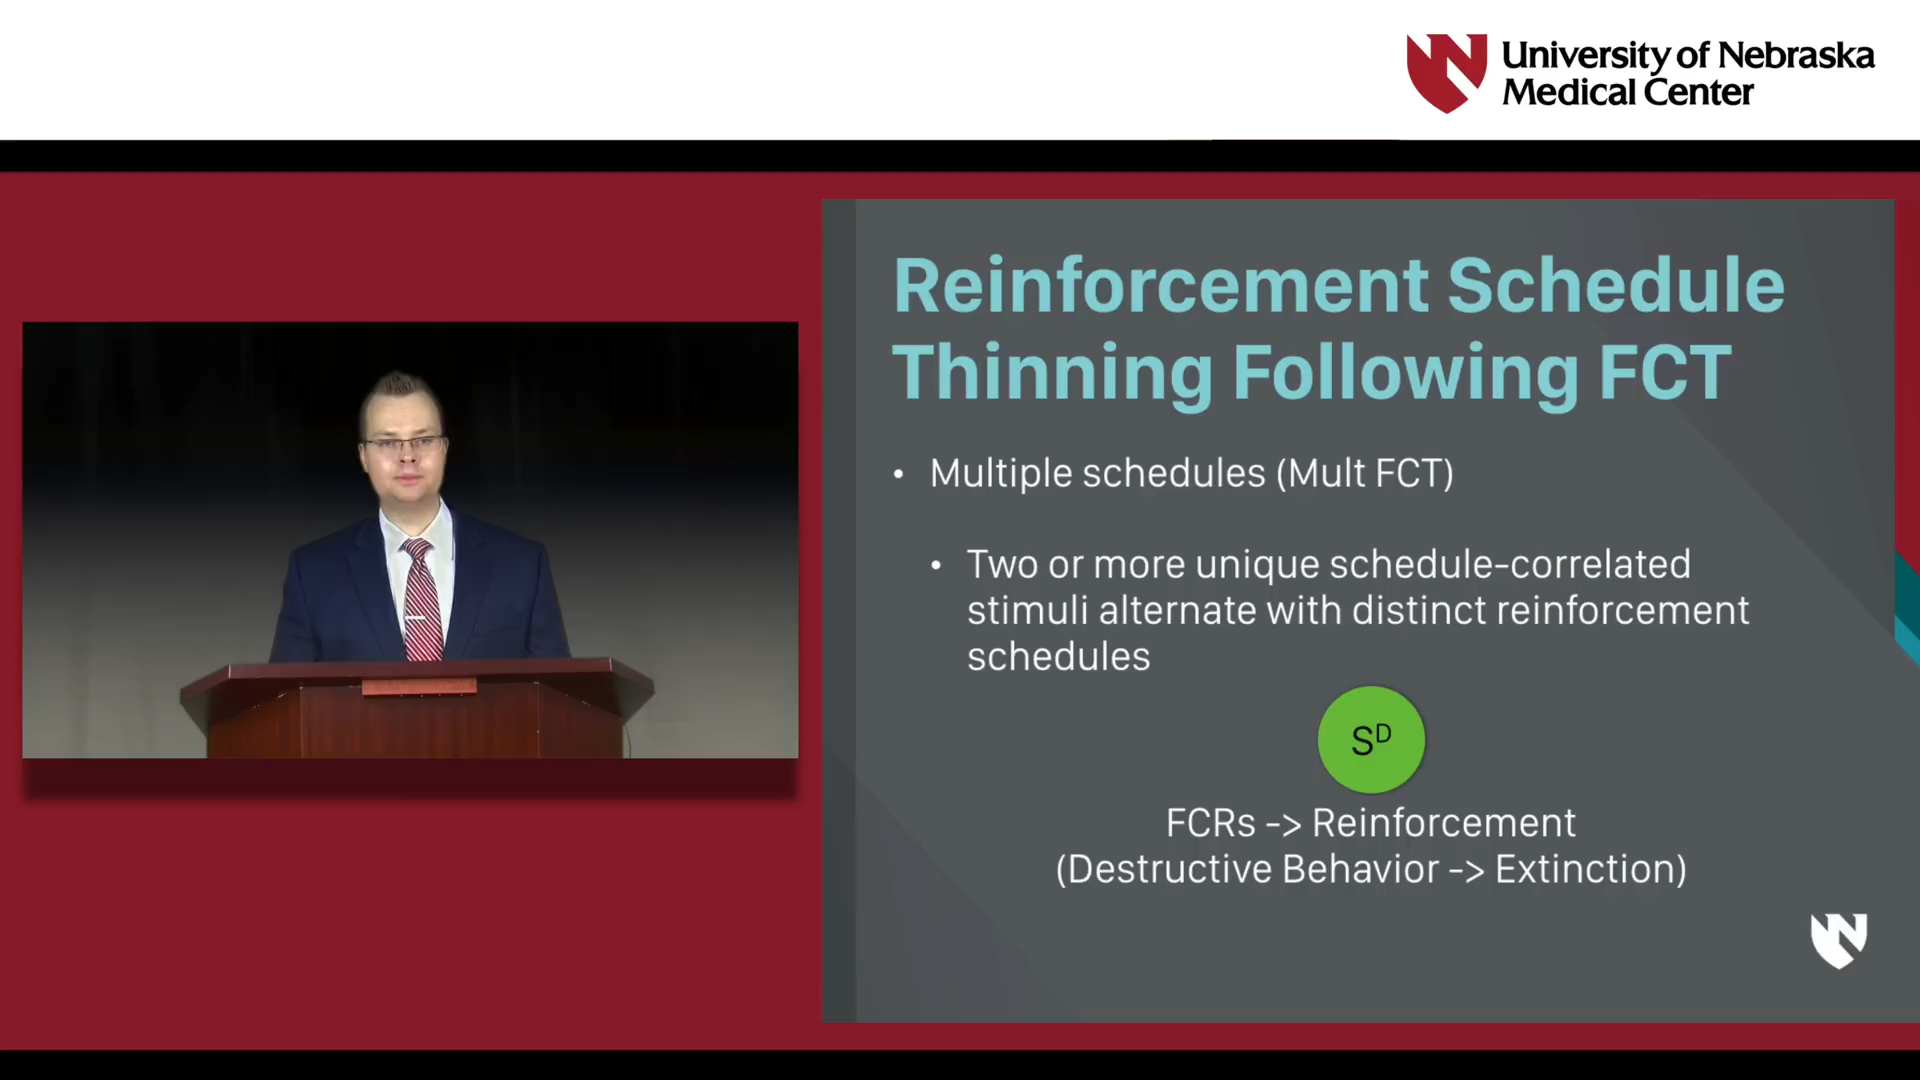 University of Nebraska
Medical Center
Reinforcement Schedule
Thinning Following FCT
• Multiple schedules (Mult FCT)
• Two or more unique schedule-correlated
stimuli alternate with distinct reinforcement
schedules
Sᴰ
FCRs -> Reinforcement
(Destructive Behavior -> Extinction)